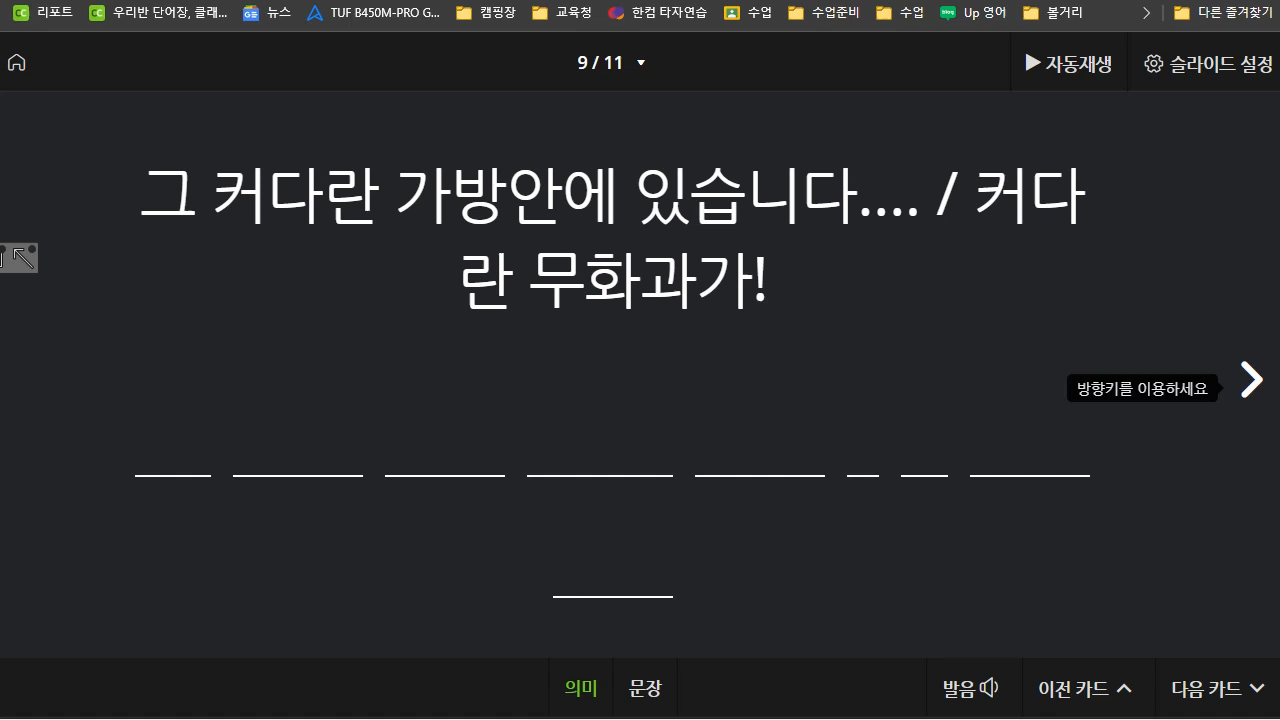 리포트 우리반 단어장, 클래... 뉴스 TUF B450M-PRO G... 캠핑장 교육청 한컴 타자연습 수업 수업준비 수업 Up 영어 볼거리 다른 즐겨찾기
9 / 11 자동재생 슬라이드 설정
그 커다란 가방안에 있습니다.... / 커다
란 무화과가!
방향키를 이용하세요
의미 문장 발음 이전 카드 다음 카드